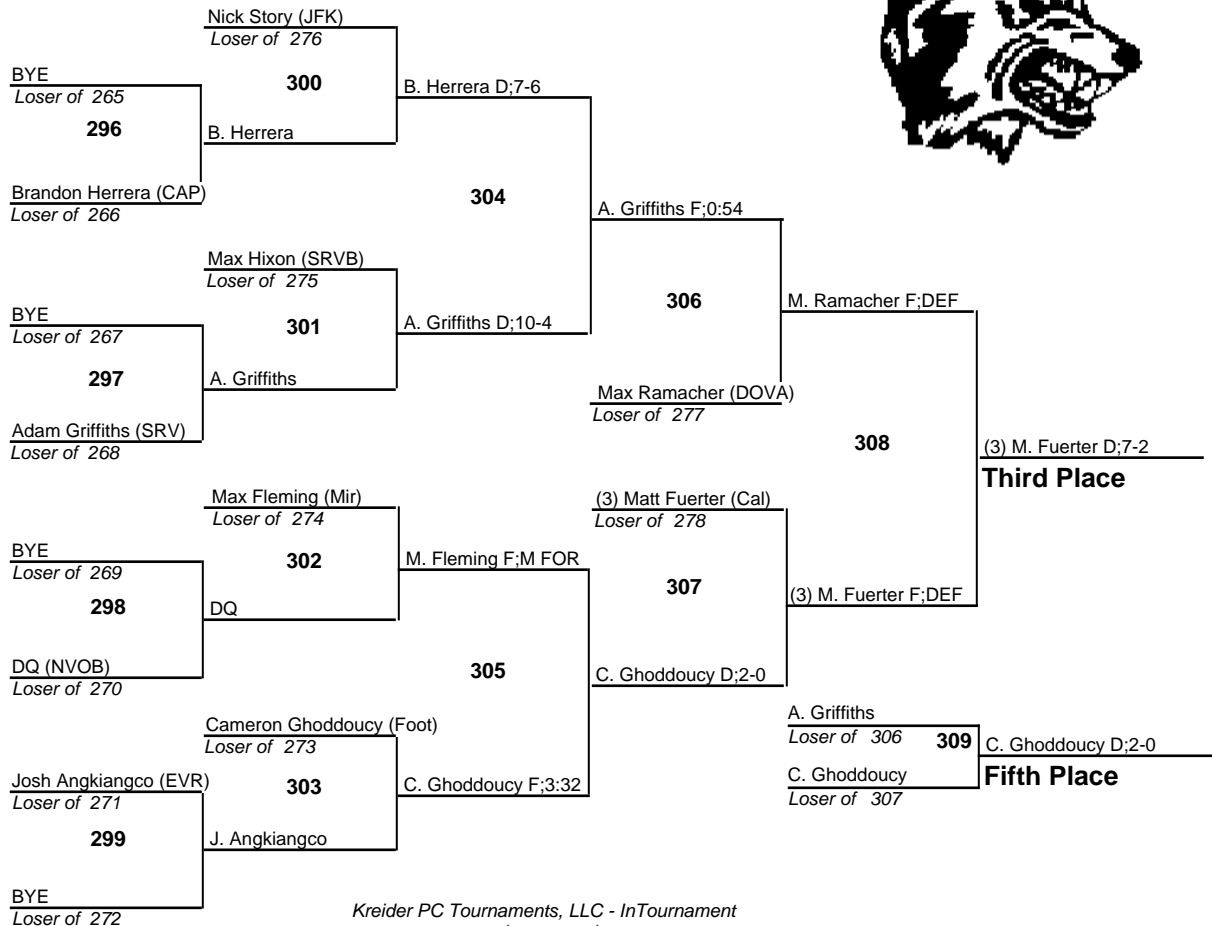 Nick Story (JFK)
Loser of 276
300
BYE
Loser of 265
296
B. Herrera
Brandon Herrera (CAP)
Loser of 266
B. Herrera D;7-6
304
Max Hixon (SRVB)
Loser of 275
301
BYE
Loser of 267
297
A. Griffiths
Adam Griffiths (SRV)
Loser of 268
A. Griffiths D;10-4
A. Griffiths F;0:54
306
Max Ramacher (DOVA)
Loser of 277
M. Ramacher F;DEF
308
(3) M. Fuerter D;7-2
Third Place
Max Fleming (Mir)
Loser of 274
302
BYE
Loser of 269
298
DQ
DQ (NVOB)
Loser of 270
M. Fleming F;M FOR
305
(3) Matt Fuerter (Cal)
Loser of 278
307
(3) M. Fuerter F;DEF
C. Ghoddoucy D;2-0
Cameron Ghoddoucy (Foot)
Loser of 273
303
Josh Angkiangco (EVR)
Loser of 271
299
J. Angkiangco
BYE
Loser of 272
C. Ghoddoucy F;3:32
A. Griffiths
Loser of 306
309
C. Ghoddoucy
Loser of 307
C. Ghoddoucy D;2-0
Fifth Place
Kreider PC Tournaments, LLC - InTournament